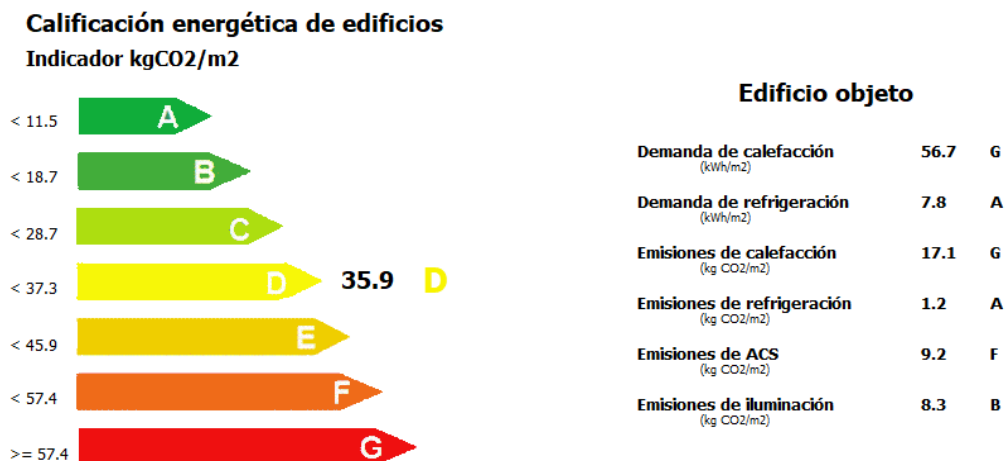 Calificación energética de edificios
Indicador kgCO2/m2
< 11.5 A
< 18.7 B
< 28.7 C
< 37.3 D 35.9 D
< 45.9 E
< 57.4 F
>= 57.4 G
Edificio objeto
Demanda de calefacción 56.7 G
(kWh/m2)
Demanda de refrigeración 7.8 A
(kWh/m2)
Emisiones de calefacción 17.1 G
(kg CO2/m2)
Emisiones de refrigeración 1.2 A
(kg CO2/m2)
Emisiones de ACS 9.2 F
(kg CO2/m2)
Emisiones de iluminación 8.3 B
(kg CO2/m2)